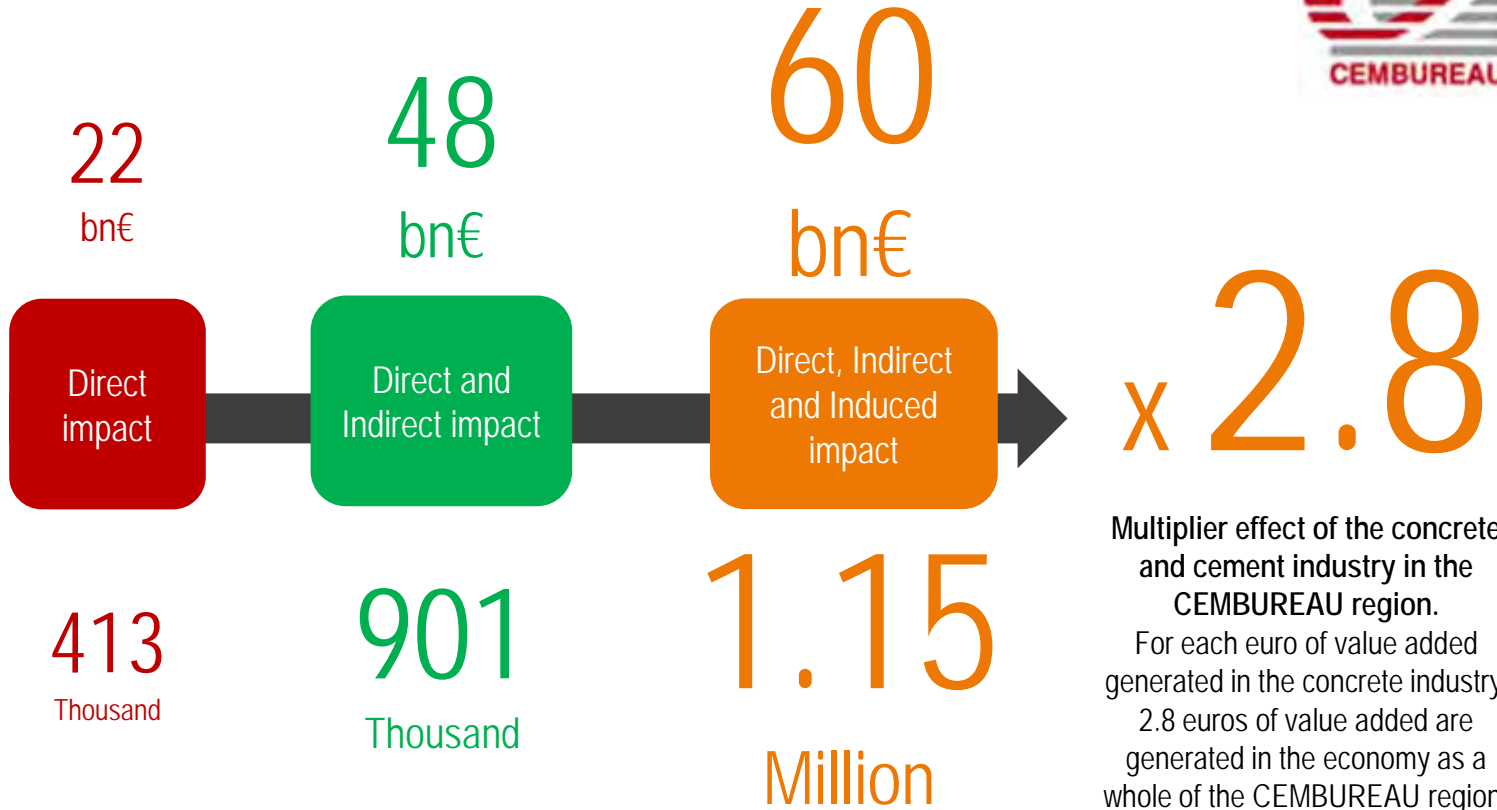 CEMBUREAU
22
bn€
48
bn€
60
bn€
Direct
impact
Direct and
Indirect impact
Direct, Indirect
and Induced
impact
x 2.8
413
Thousand
901
Thousand
1.15
Million
Multiplier effect of the concrete
and cement industry in the
CEMBUREAU region.
For each euro of value added
generated in the concrete industry
2.8 euros of value added are
generated in the economy as a
whole of the CEMBUREAU region